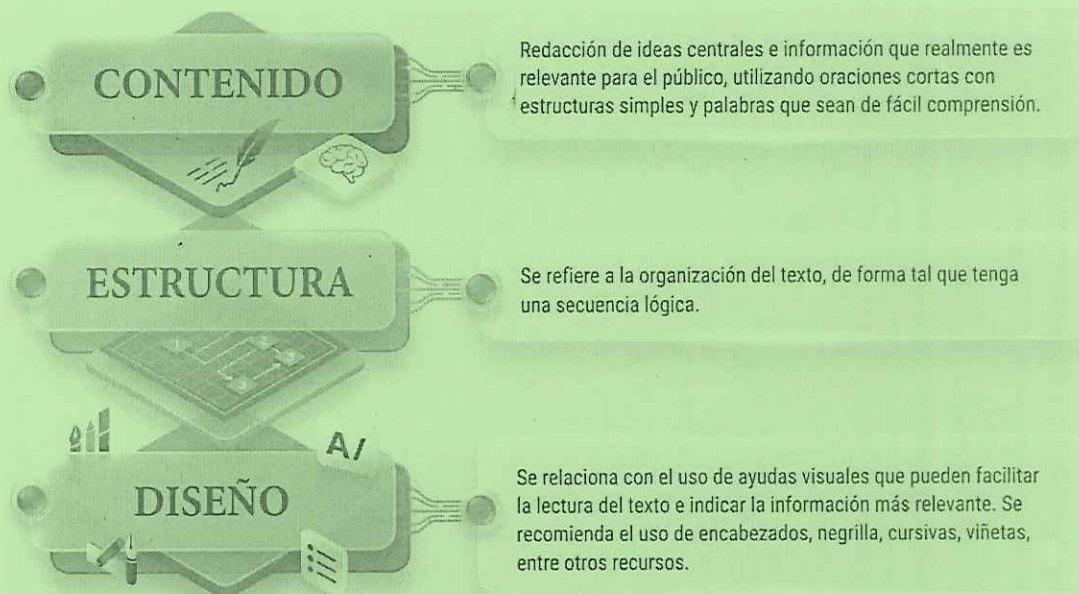 CONTENIDO
Redacción de ideas centrales e información que realmente es
relevante para el público, utilizando oraciones cortas con
estructuras simples y palabras que sean de fácil comprensión.
ESTRUCTURA
Se refiere a la organización del texto, de forma tal que tenga
una secuencia lógica.
A/
DISEÑO
Se relaciona con el uso de ayudas visuales que pueden facilitar
la lectura del texto e indicar la información más relevante. Se
recomienda el uso de encabezados, negrilla, cursivas, viñetas,
entre otros recursos.